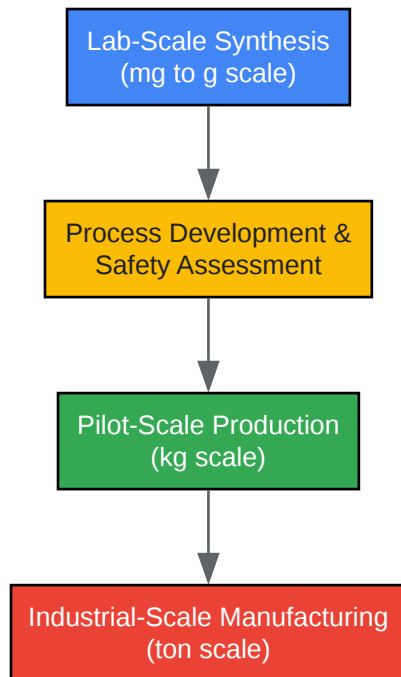 Lab-Scale Synthesis
(mg to g scale)
Process Development &
Safety Assessment
Pilot-Scale Production
(kg scale)
Industrial-Scale Manufacturing
(ton scale)